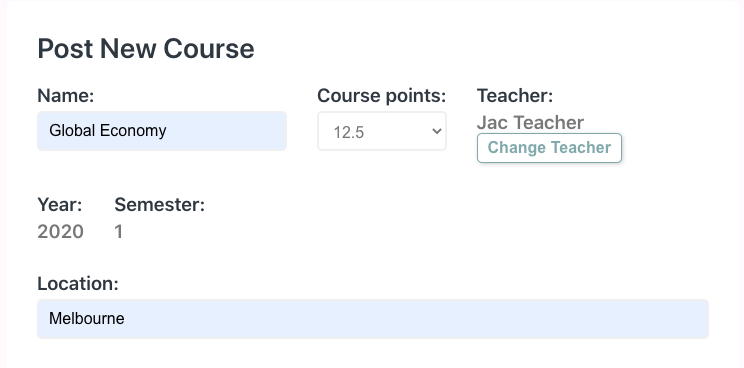 Post New Course
Name: Course points: Teacher:
Global Economy 12.5 Jac Teacher
Change Teacher
Year: Semester:
2020 1
Location:
Melbourne